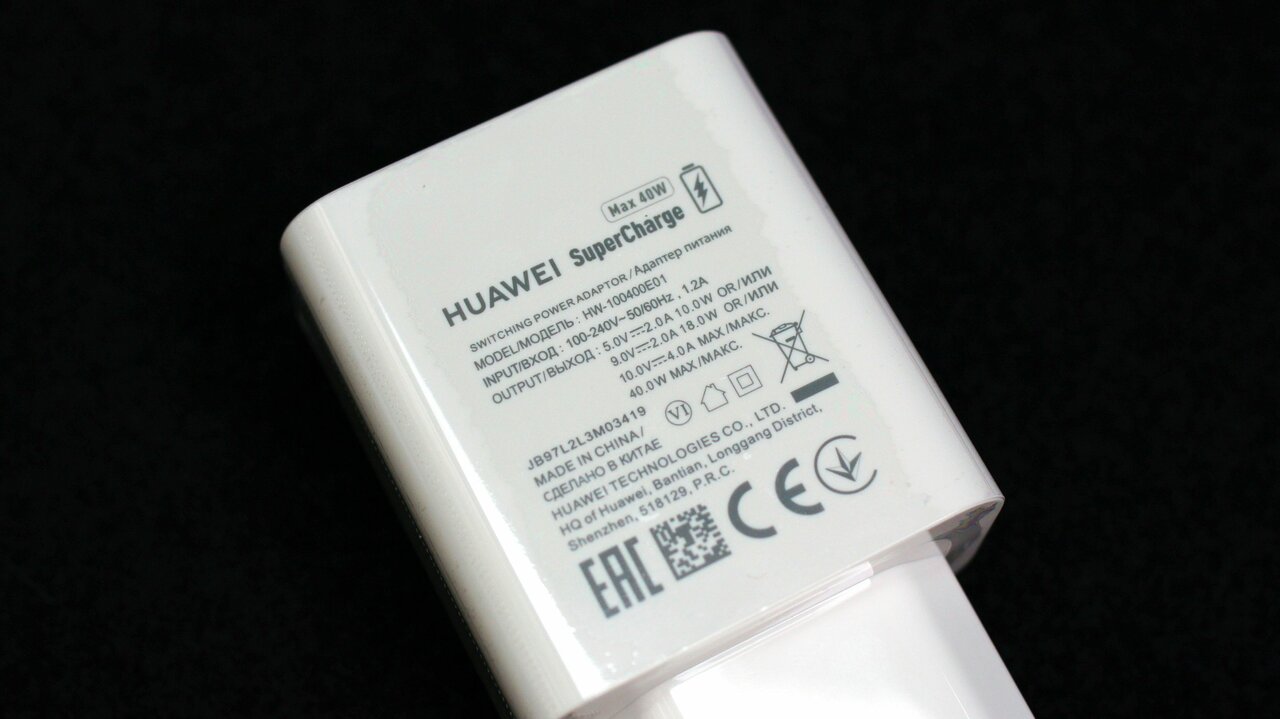 Max 40W
HUAWEI SuperCharge
SWITCHING POWER ADAPTOR/Адаптер питания
MODEL/МОДЕЛЬ: HW-100400E01
INPUT/ВХОД: 100-240V~50/60Hz, 1.2A
OUTPUT/ВЫХОД: 5.0V⎓2.0A 10.0W OR/ИЛИ
9.0V⎓2.0A 18.0W OR/ИЛИ
10.0V⎓4.0A MAX/МАКС.
40.0W MAX/МАКС.
JB97L2L3M03419
MADE IN CHINA/
СДЕЛАНО В КИТАЕ
VI
HUAWEI TECHNOLOGIES CO., LTD.
HQ of Huawei, Bantian, Longgang District,
Shenzhen, 518129, P.R.C.
EAC
CE